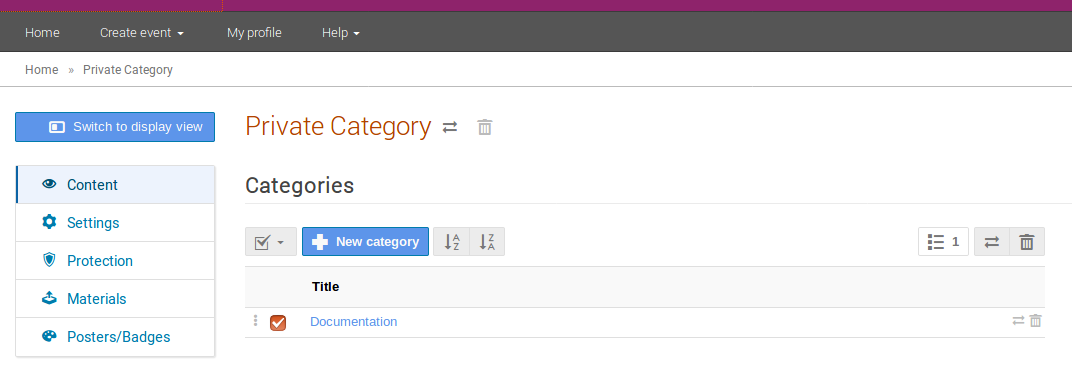 Home Create event My profile Help
Home » Private Category
Switch to display view
Private Category
Content
Settings
Protection
Materials
Posters/Badges
Categories
New category A Z Z A 1
Title
Documentation